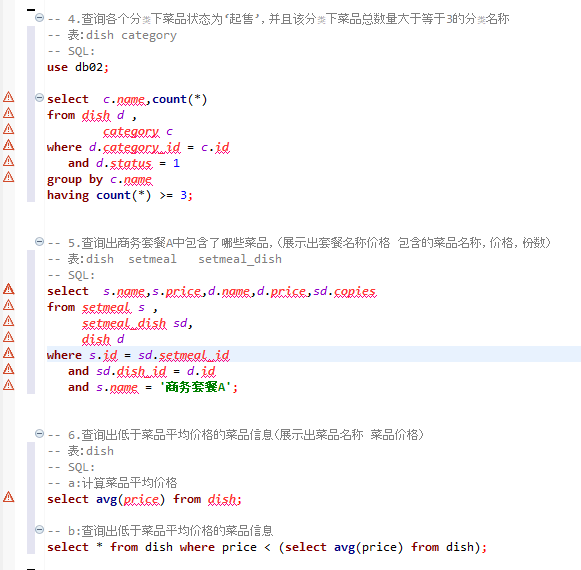 -- 4.查询各个分类下菜品状态为'起售',并且该分类下菜品总数量大于等于3的分类名称
-- 表:dish category
-- SQL:
use db02;
select  c.name,count(*)
from dish d ,
        category c
where d.category_id = c.id
   and d.status = 1
group by c.name
having count(*) >= 3;
-- 5.查询出商务套餐A中包含了哪些菜品,(展示出套餐名称价格 包含的菜品名称,价格,份数)
-- 表:dish  setmeal   setmeal_dish
-- SQL:
select  s.name,s.price,d.name,d.price,sd.copies
from setmeal s ,
     setmeal_dish sd,
     dish d
where s.id = sd.setmeal_id
   and sd.dish_id = d.id
   and s.name = '商务套餐A';
-- 6.查询出低于菜品平均价格的菜品信息(展示出菜品名称 菜品价格)
-- 表:dish
-- SQL:
-- a:计算菜品平均价格
select avg(price) from dish;
-- b:查询出低于菜品平均价格的菜品信息
select * from dish where price < (select avg(price) from dish);